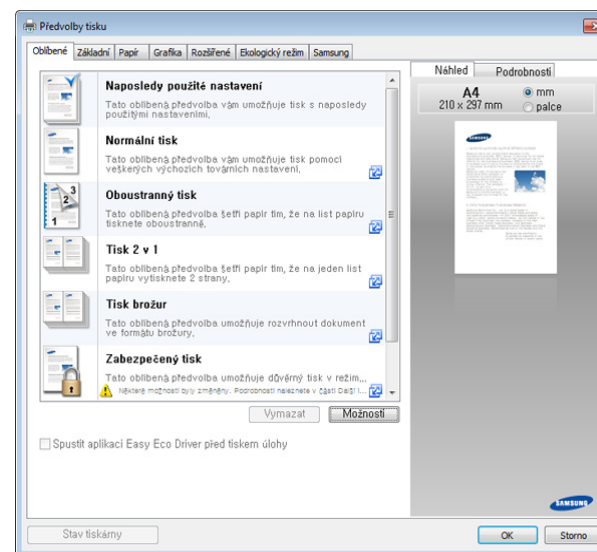 Předvolby tisku
Oblíbené Základní Papír Grafika Rozšířené Ekologický režim Samsung
Naposledy použité nastavení
Tato oblíbená předvolba vám umožňuje tisk s naposledy
použitými nastaveními.
Normální tisk
Tato oblíbená předvolba vám umožňuje tisk pomocí
veškerých výchozích továrních nastavení.
Oboustranný tisk
Tato oblíbená předvolba šetří papír tím, že na list papíru
tisknete oboustranně.
Tisk 2 v 1
Tato oblíbená předvolba šetří papír tím, že na jeden list
papíru vytisknete 2 strany.
Tisk brožur
Tato oblíbená předvolba umožňuje rozvrhnout dokument
ve formátu brožury.
Zabezpečený tisk
Tato oblíbená předvolba umožňuje důvěrný tisk v režim...
Některé možnosti byly změněny. Podrobnosti naleznete v části Další i...
Vymazat Možnosti
Spustit aplikaci Easy Eco Driver před tiskem úlohy
Stav tiskárny
Náhled Podrobnosti
A4
210 x 297 mm
mm
palce
SAMSUNG
OK Storno
1 2 3